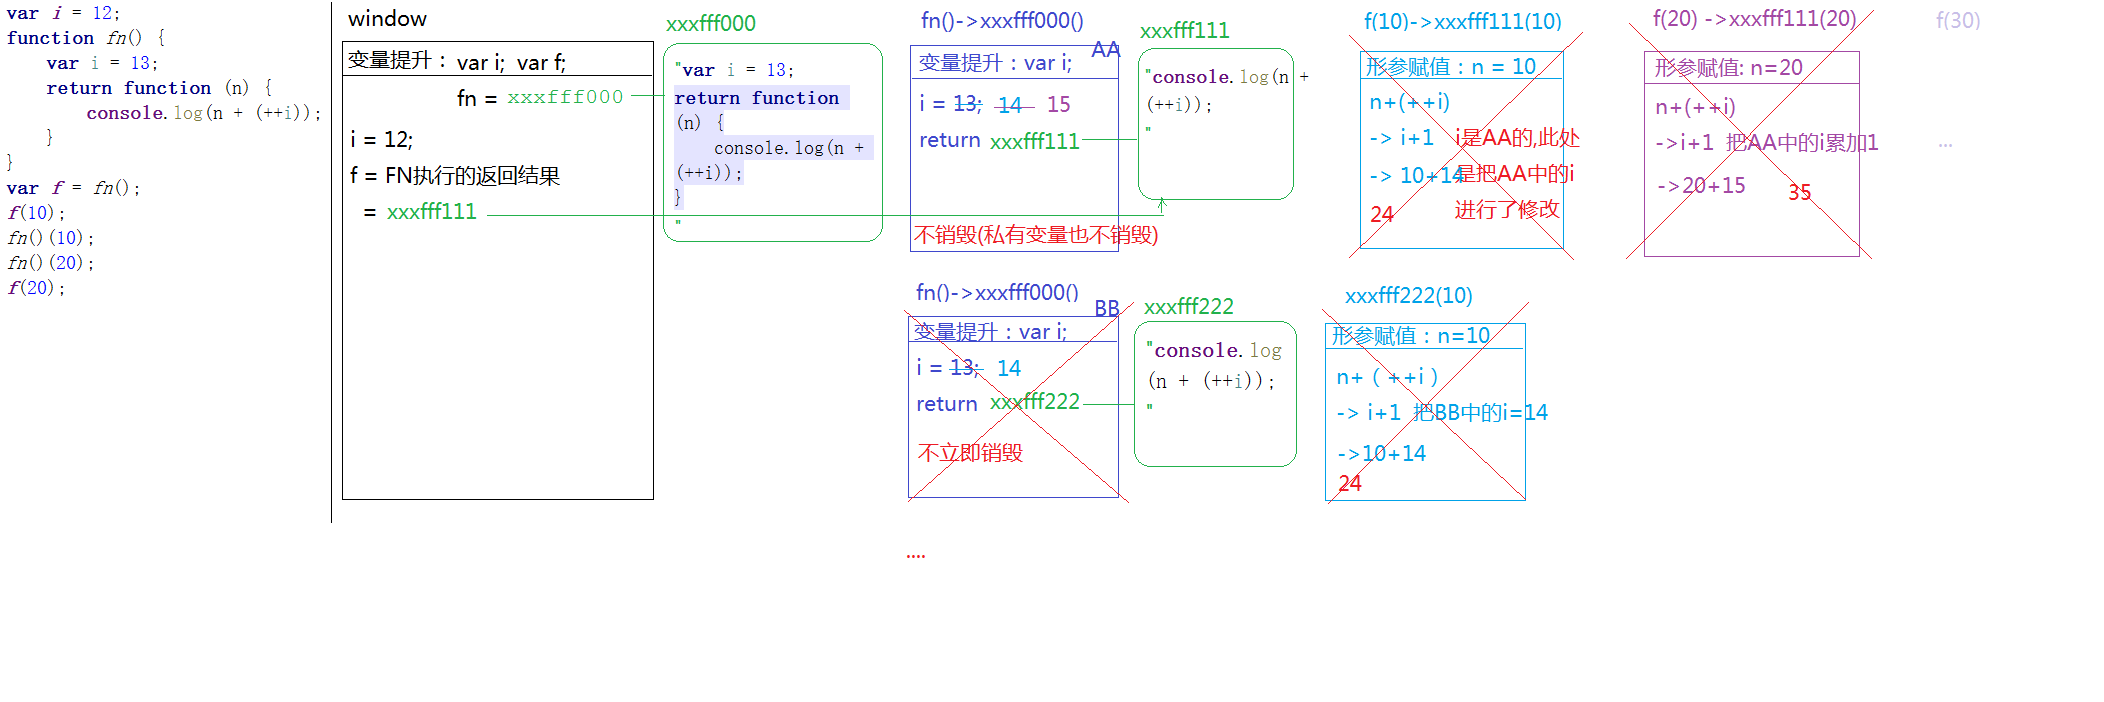 var i = 12;
function fn() {
    var i = 13;
    return function (n) {
        console.log(n + (++i));
    }
}
var f = fn();
f(10);
fn()(10);
fn()(20);
f(20);
window
变量提升：var i; var f;
fn = xxxfff000
i = 12;
f = FN执行的返回结果
= xxxfff111
xxxfff000
"var i = 13;
return function
(n) {
    console.log(n +
(++i));
}
"
fn()->xxxfff000()
AA
变量提升：var i;
i = 13; 14 15
return xxxfff111
不销毁(私有变量也不销毁)
xxxfff111
"console.log(n +
(++i));
"
f(10)->xxxfff111(10)
形参赋值：n = 10
n+(++i)
-> i+1 i是AA的,此处
-> 10+14 是把AA中的i
24 进行了修改
f(20) ->xxxfff111(20)
形参赋值: n=20
n+(++i)
->i+1 把AA中的i累加1
->20+15 35
f(30)
...
fn()->xxxfff000()
BB
变量提升：var i;
i = 13; 14
return xxxfff222
不立即销毁
xxxfff222
"console.log
(n + (++i));
"
xxxfff222(10)
形参赋值：n=10
n+（++i）
-> i+1 把BB中的i=14
->10+14
24
....